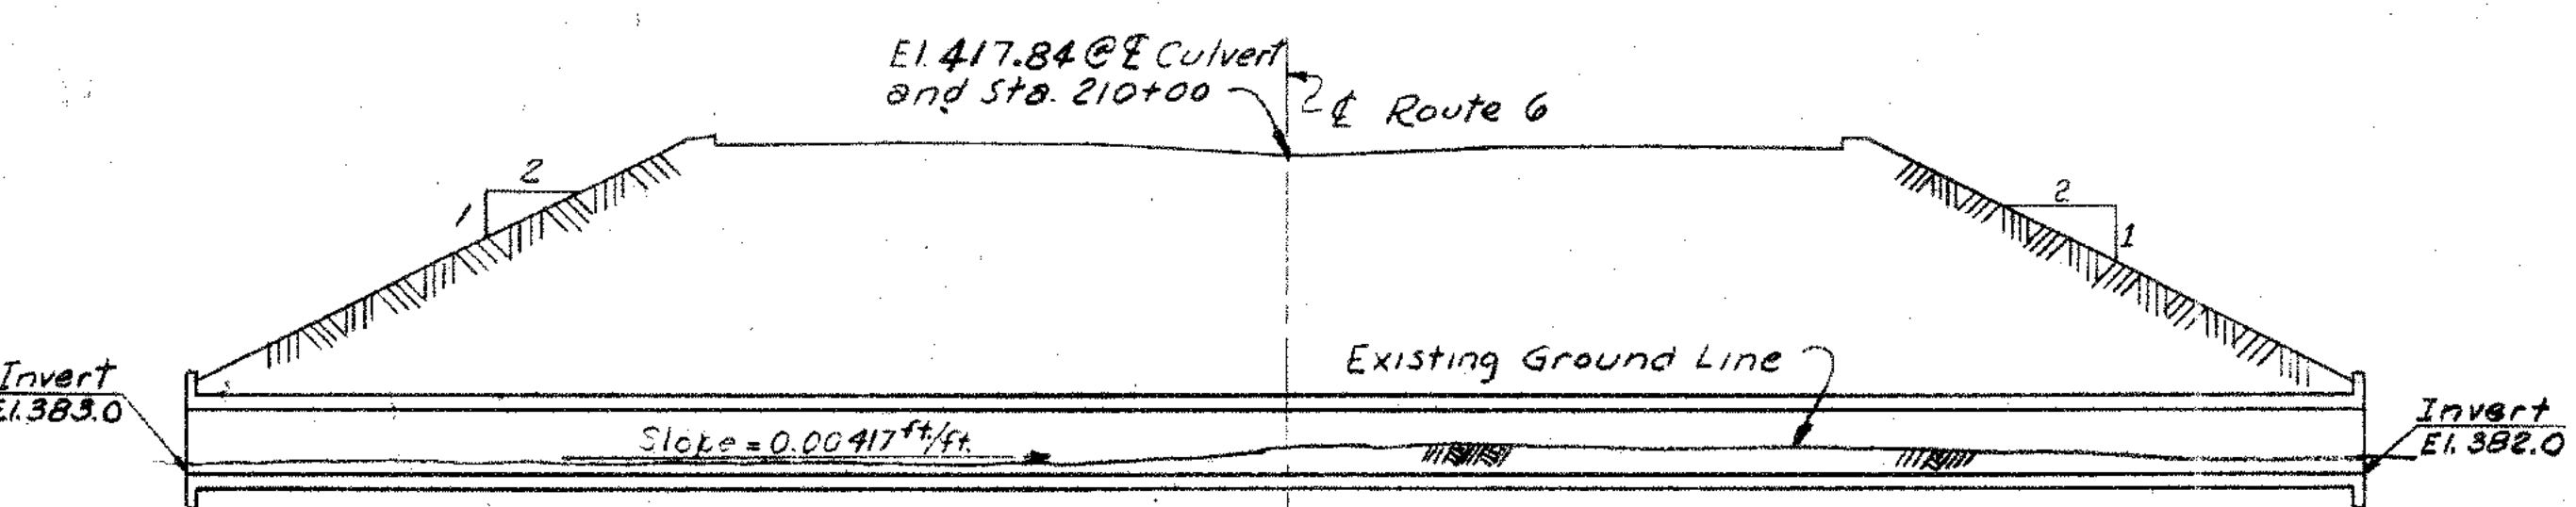 El. 417.84 @ ℄ Culvert
and Sta. 210+00
℄ Route 6
2
1
2
1
Existing Ground Line
Invert
El. 383.0
Slope = 0.00417 ft./ft.
Invert
El. 382.0